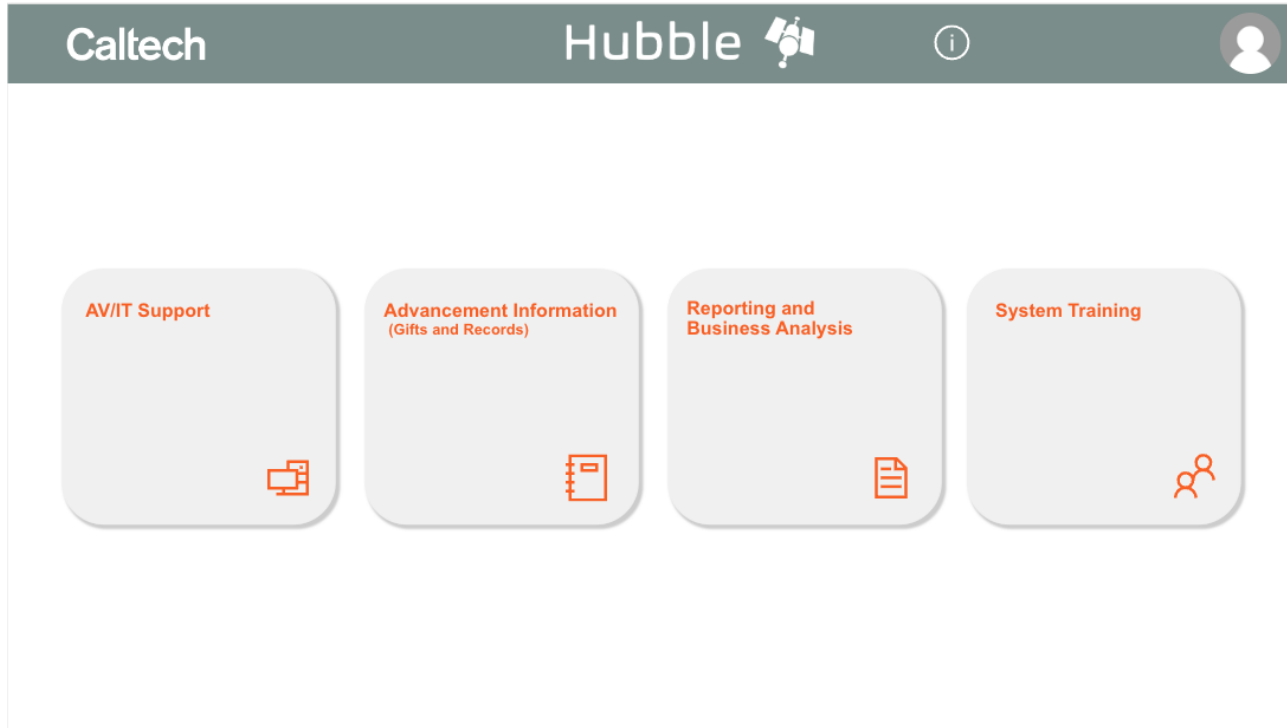 Caltech
Hubble
AV/IT Support
Advancement Information
(Gifts and Records)
Reporting and
Business Analysis
System Training